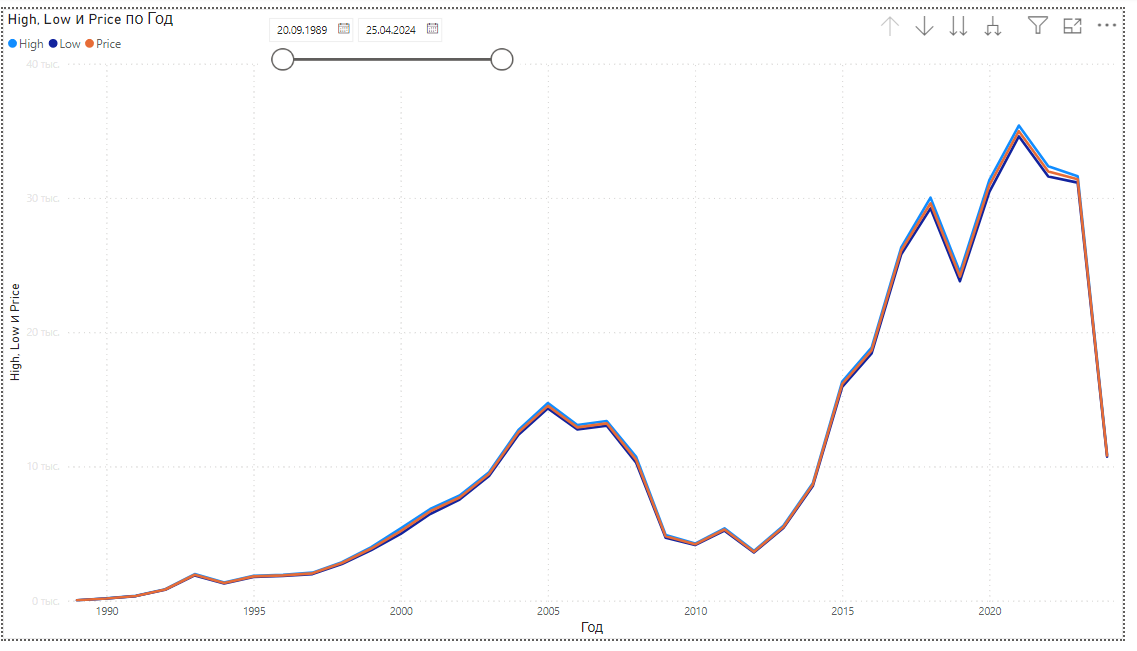 High, Low и Price по Год
20.09.1989
25.04.2024
High Low Price
40 тыс.
30 тыс.
20 тыс.
10 тыс.
0 тыс.
High, Low и Price
1990 1995 2000 2005 2010 2015 2020
Год